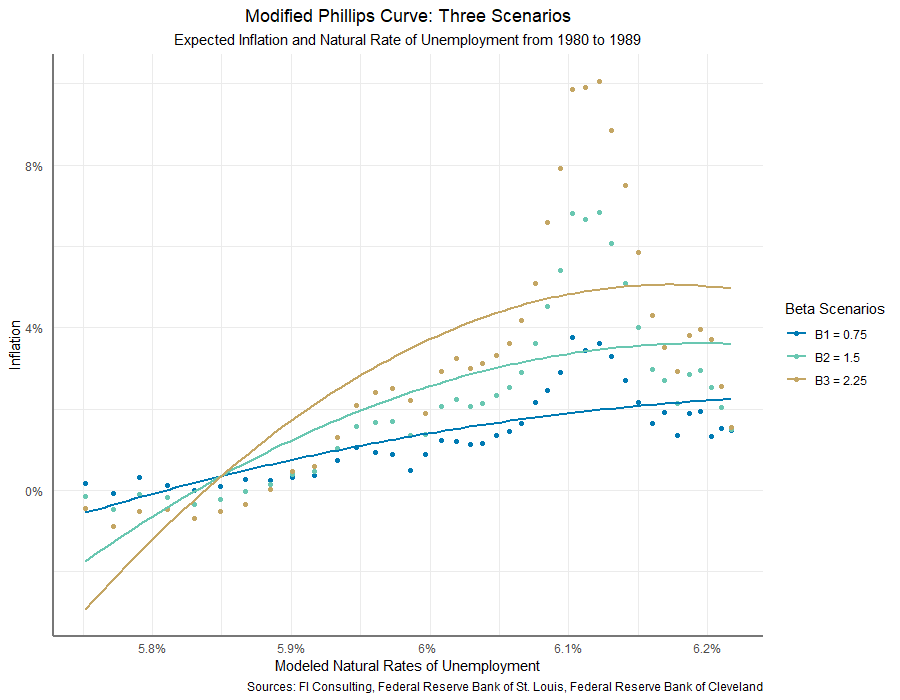 Modified Phillips Curve: Three Scenarios
Expected Inflation and Natural Rate of Unemployment from 1980 to 1989
Inflation
8%
4%
0%
5.8%
5.9%
6%
6.1%
6.2%
Modeled Natural Rates of Unemployment
Sources: FI Consulting, Federal Reserve Bank of St. Louis, Federal Reserve Bank of Cleveland
Beta Scenarios
B1 = 0.75
B2 = 1.5
B3 = 2.25